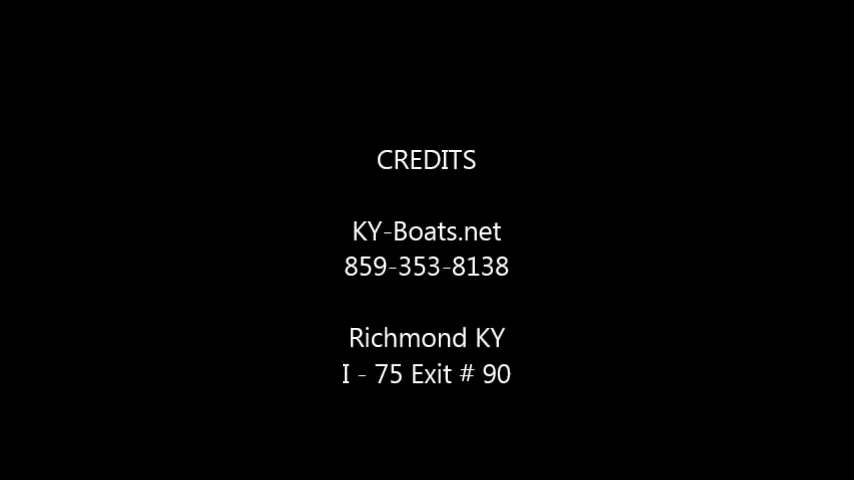 CREDITS
KY-Boats.net
859-353-8138
Richmond KY
I - 75 Exit # 90